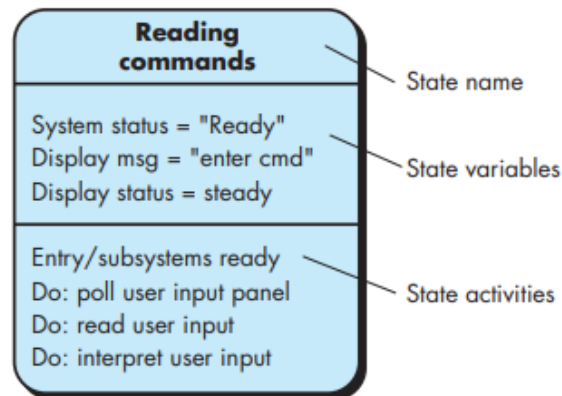 Reading
commands
State name
System status = "Ready"
Display msg = "enter cmd"
Display status = steady
State variables
Entry/subsystems ready
Do: poll user input panel
Do: read user input
Do: interpret user input
State activities